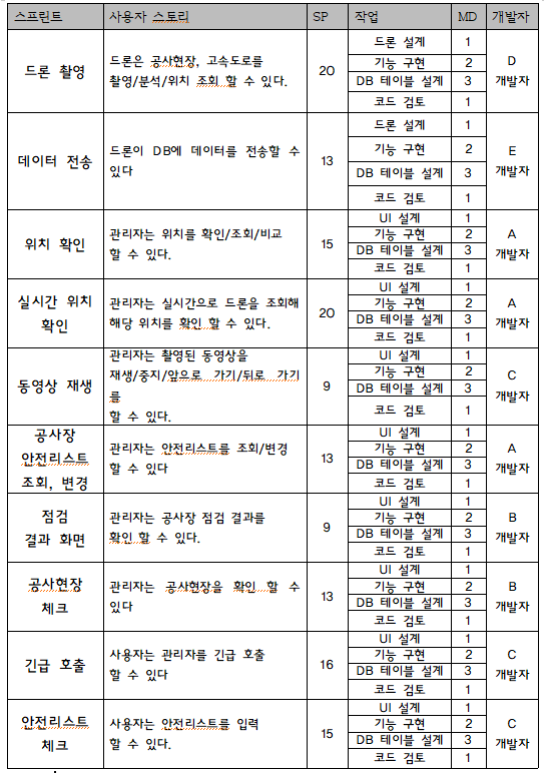 스프린트 사용자 스토리 SP 작업 MD 개발자
드론 촬영
드론은 공사현장, 고속도로를
촬영/분석/위치 조회 할 수 있다.
20
드론 설계 1
기능 구현 2
DB 테이블 설계 3
코드 검토 1
D
개발자
데이터 전송
드론이 DB에 데이터를 전송할 수
있다
13
드론 설계 1
기능 구현 2
DB 테이블 설계 3
코드 검토 1
E
개발자
위치 확인
관리자는 위치를 확인/조회/비교
할 수 있다.
15
UI 설계 1
기능 구현 2
DB 테이블 설계 3
코드 검토 1
A
개발자
실시간 위치
확인
관리자는 실시간으로 드론을 조회해
해당 위치를 확인 할 수 있다.
20
UI 설계 1
기능 구현 2
DB 테이블 설계 3
코드 검토 1
A
개발자
동영상 재생
관리자는 촬영된 동영상을
재생/중지/앞으로 가기/뒤로 가기
를
할 수 있다.
9
UI 설계 1
기능 구현 2
DB 테이블 설계 3
코드 검토 1
C
개발자
공사장
안전리스트
조회, 변경
관리자는 안전리스트를 조회/변경
할 수 있다
13
UI 설계 1
기능 구현 2
DB 테이블 설계 3
코드 검토 1
A
개발자
점검
결과 화면
관리자는 공사장 점검 결과를
확인 할 수 있다.
9
UI 설계 1
기능 구현 2
DB 테이블 설계 3
코드 검토 1
B
개발자
공사현장
체크
관리자는 공사현장을 확인 할 수
있다
13
UI 설계 1
기능 구현 2
DB 테이블 설계 3
코드 검토 1
B
개발자
긴급 호출
사용자는 관리자를 긴급 호출
할 수 있다
16
UI 설계 1
기능 구현 2
DB 테이블 설계 3
코드 검토 1
C
개발자
안전리스트
체크
사용자는 안전리스트를 입력
할 수 있다.
15
UI 설계 1
기능 구현 2
DB 테이블 설계 3
코드 검토 1
C
개발자